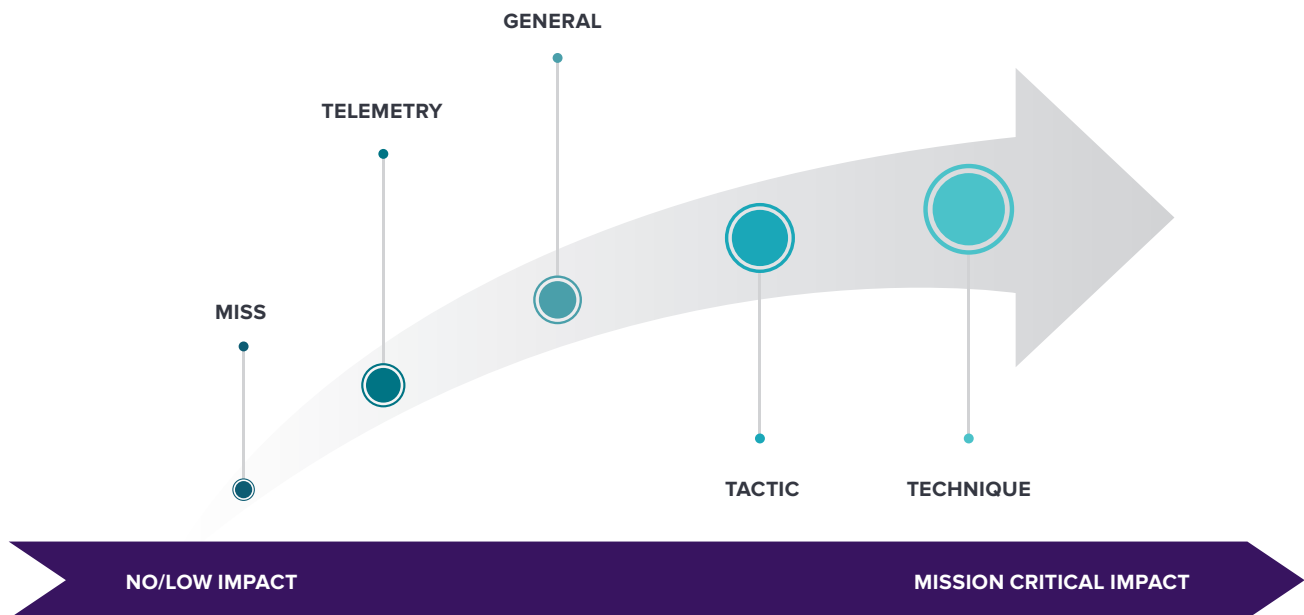 GENERAL
TELEMETRY
MISS
TACTIC
TECHNIQUE
NO/LOW IMPACT
MISSION CRITICAL IMPACT